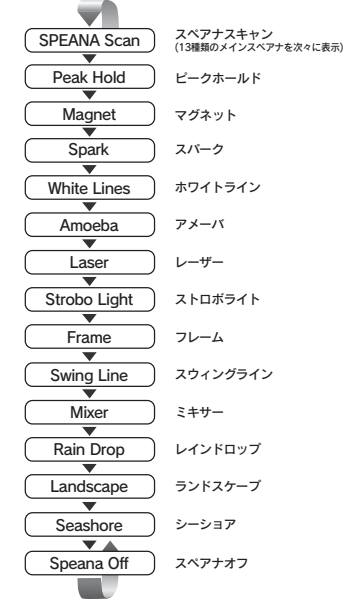 SPEANA Scan スペアナスキャン
(13種類のメインスペアナを次々に表示)
Peak Hold ピークホールド
Magnet マグネット
Spark スパーク
White Lines ホワイトライン
Amoeba アメーバ
Laser レーザー
Strobo Light ストロボライト
Frame フレーム
Swing Line スウィングライン
Mixer ミキサー
Rain Drop レインドロップ
Landscape ランドスケープ
Seashore シーショア
Speana Off スペアナオフ